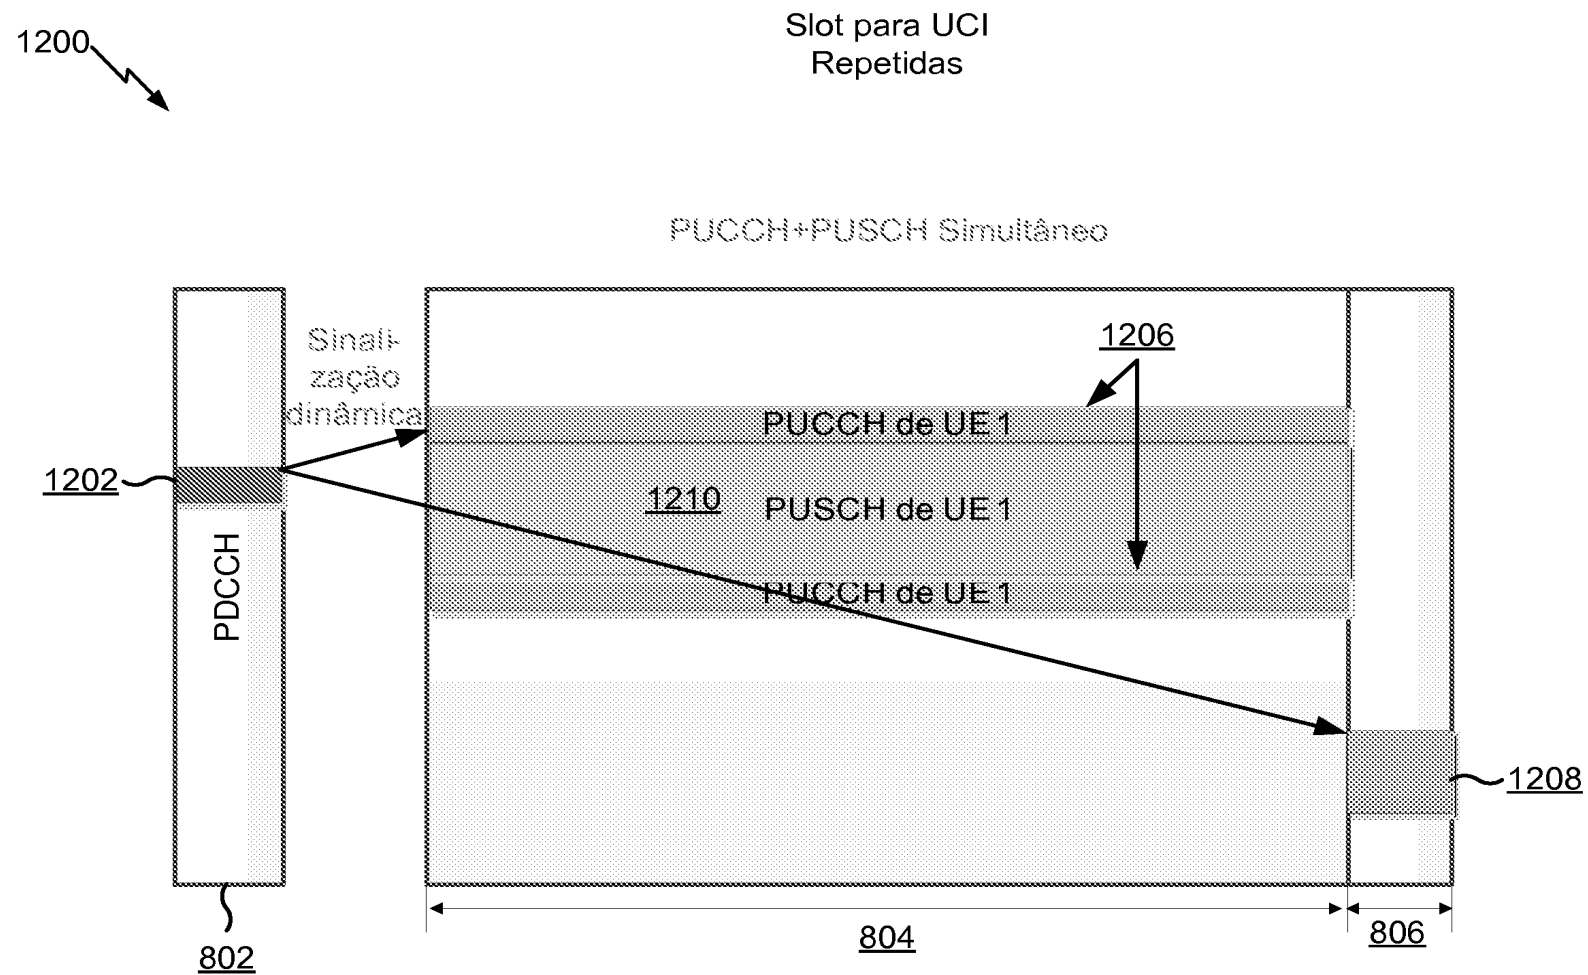 1200
Slot para UCI
Repetidas
PUCCH+PUSCH Simultâneo
Sinali-
zação
dinâmica
1206
PUCCH de UE 1
1202
1210
PUSCH de UE 1
PDCCH
PUCCH de UE 1
1208
802
804
806